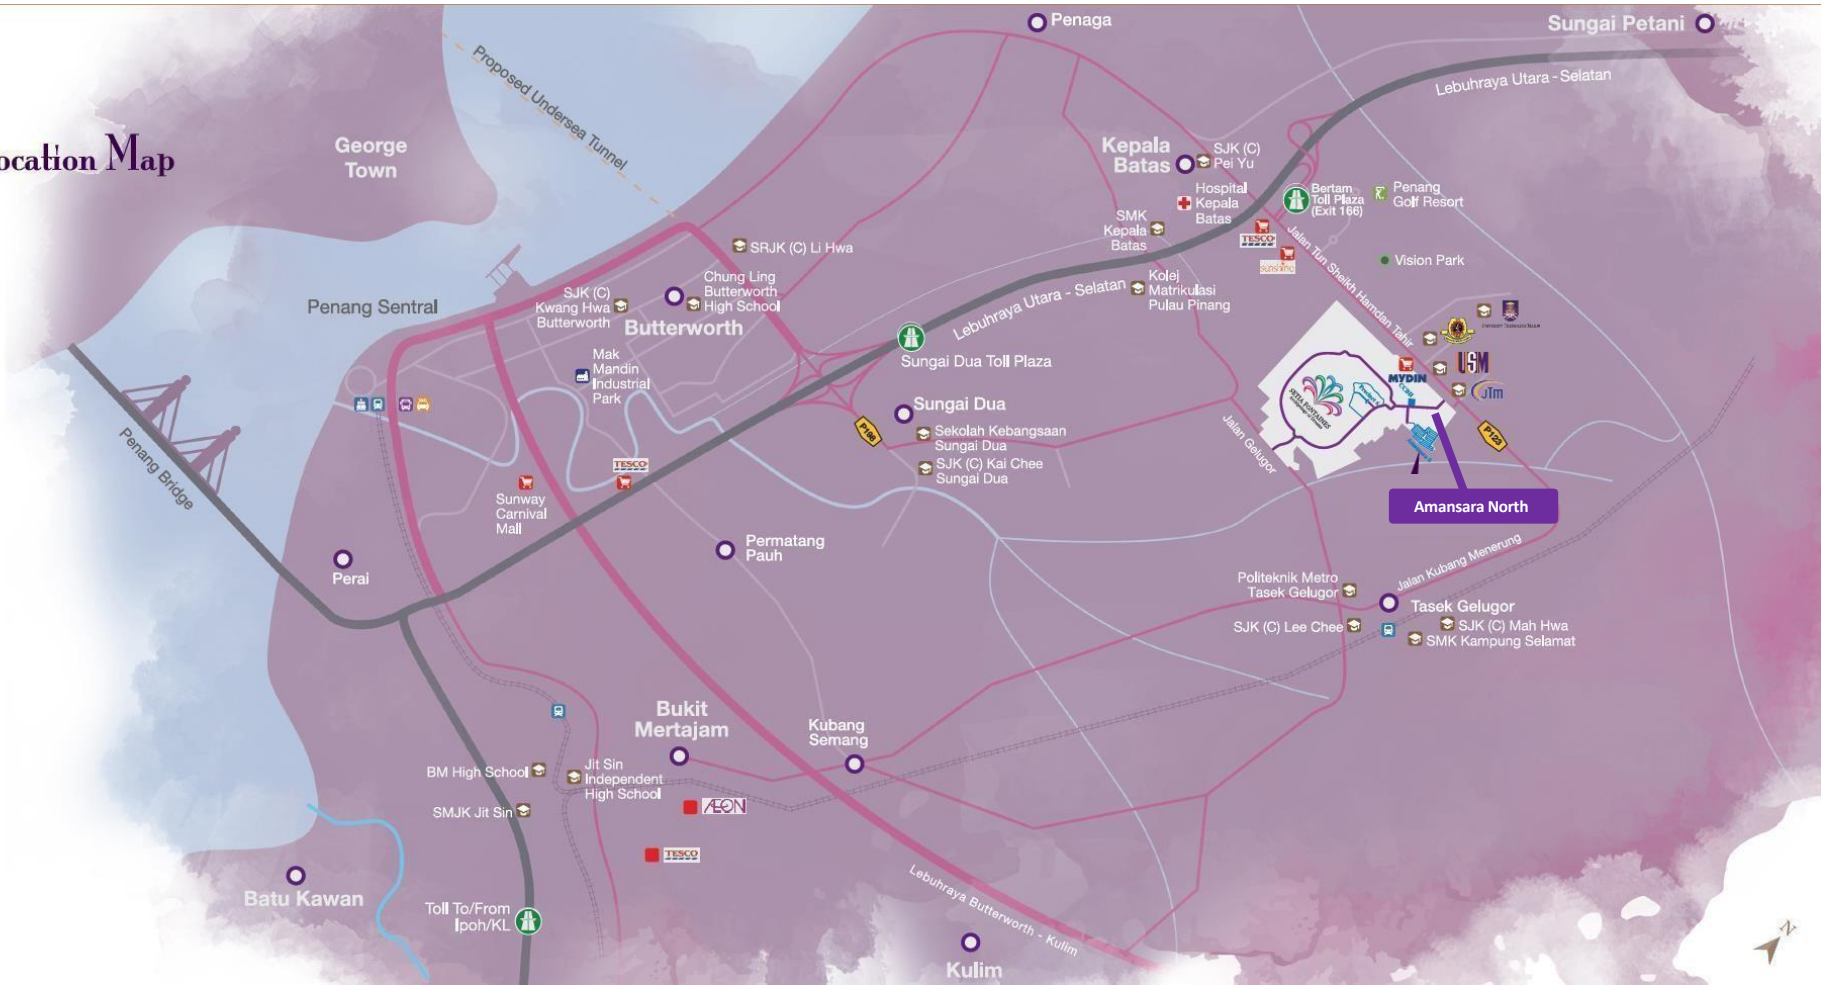 Penaga
Sungai Petani
Proposed Undersea Tunnel
Lebuhraya Utara - Selatan
ocation Map
George
Town
Kepala
Batas
SJK (C)
Pei Yu
Hospital
Kepala
Batas
Bertam
Toll Plaza
(Exit 166)
Penang
Golf Resort
SMK
Kepala
Batas
TESCO
sunshine
Jalan Tun Sheikh Hamdan Tahir
Vision Park
SRJK (C) Li Hwa
Chung Ling
Butterworth
High School
SJK (C)
Kwang Hwa
Butterworth
Butterworth
Penang Sentral
Kolej
Matrikulasi
Pulau Pinang
Lebuhraya Utara - Selatan
Sungai Dua Toll Plaza
Mak
Mandin
Industrial
Park
MYDIN
USM
UiTM
SETIA FONTAINES
Sungai Dua
P198
Sekolah Kebangsaan
Sungai Dua
SJK (C) Kai Chee
Sungai Dua
Jalan Gelugor
P123
Penang Bridge
TESCO
Sunway
Carnival
Mall
Amansara North
Permatang
Pauh
Perai
Jalan Kubang Menerung
Politeknik Metro
Tasek Gelugor
Tasek Gelugor
SJK (C) Lee Chee
SJK (C) Mah Hwa
SMK Kampung Selamat
Bukit
Mertajam
Kubang
Semang
BM High School
Jit Sin
Independent
High School
SMJK Jit Sin
ÆON
TESCO
Batu Kawan
Toll To/From
Ipoh/KL
Lebuhraya Butterworth - Kulim
Kulim
N